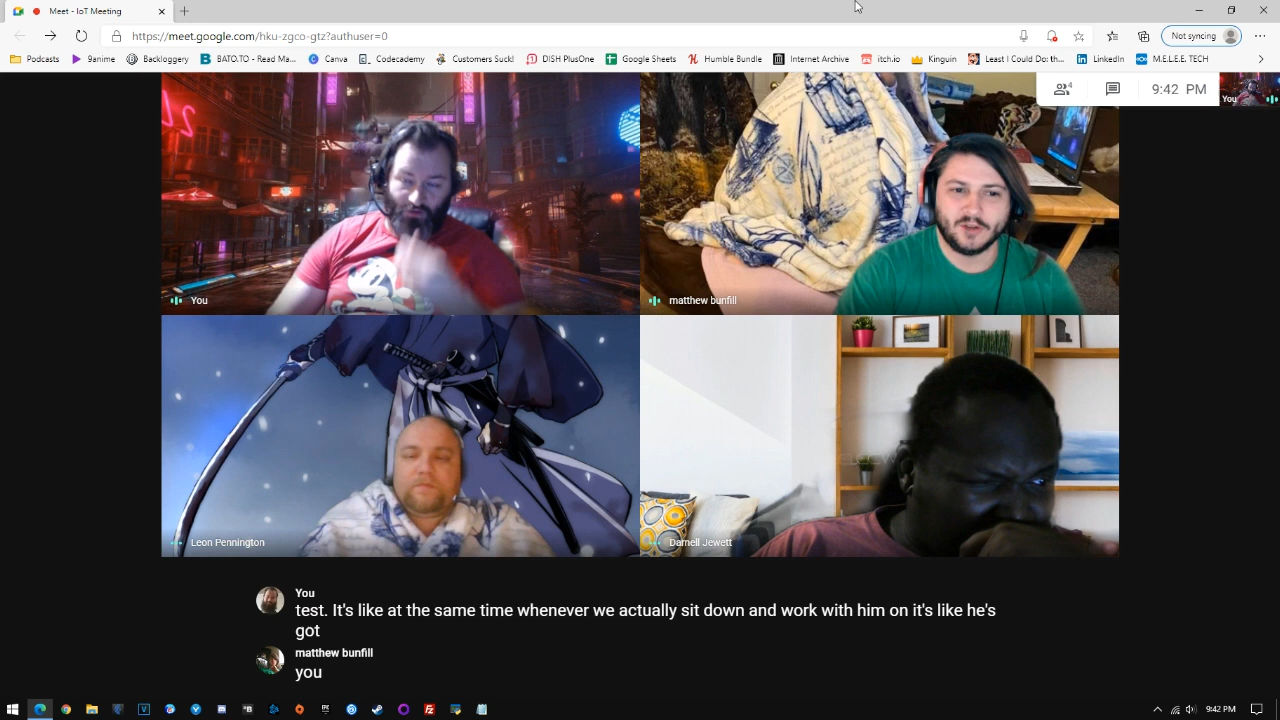 Meet - IoT Meeting
https://meet.google.com/hku-zgco-gtz?authuser=0
Not syncing
Podcasts
9anime
Backloggery
BATO.TO - Read Ma...
Canva
Codecademy
Customers Suck!
DISH PlusOne
Google Sheets
Humble Bundle
Internet Archive
itch.io
Kinguin
Least I Could Do: th...
LinkedIn
M.E.L.E.E. TECH
4
9:42 PM
You
You
matthew bunfill
Leon Pennington
Darnell Jewett
You
test. It's like at the same time whenever we actually sit down and work with him on it's like he's
got
matthew bunfill
you
9:42 PM